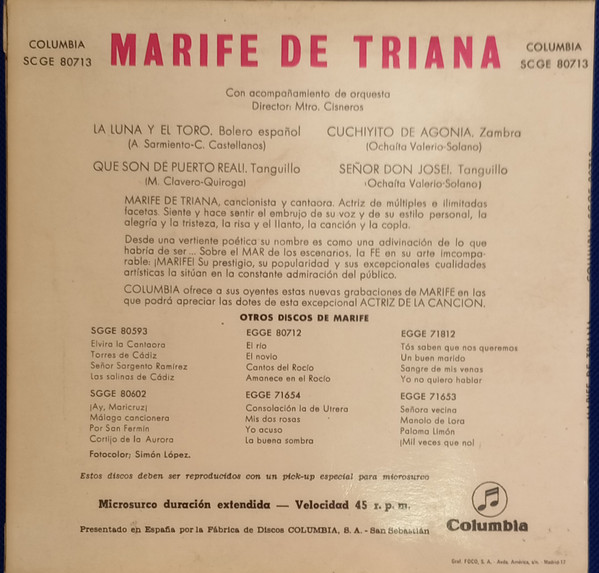 COLUMBIA
SCGE 80713
MARIFE DE TRIANA
COLUMBIA
SCGE 80713
Con acompañamiento de orquesta
Director: Mtro. Cisneros
LA LUNA Y EL TORO. Bolero español
(A. Sarmiento-C. Castellanos)
CUCHIYITO DE AGONIA. Zambra
(Ochaíta Valerio-Solano)
QUE SON DE PUERTO REAL!. Tanguillo
(M. Clavero-Quiroga)
SEÑOR DON JOSE!. Tanguillo
(Ochaíta Valerio-Solano)
MARIFE DE TRIANA, cancionista y cantaora. Actriz de múltiples e ilimitadas
facetas. Siente y hace sentir el embrujo de su voz y de su estilo personal, la
alegría y la tristeza, la risa y el llanto, la canción y la copla.
Desde una vertiente poética su nombre es como una adivinación de lo que
habría de ser... Sobre el MAR de los escenarios, la FE en su arte incompa-
rable: ¡MARIFE! Su prestigio, su popularidad y sus excepcionales cualidades
artísticas la sitúan en la constante admiración del público.
COLUMBIA ofrece a sus oyentes estas nuevas grabaciones de MARIFE en las
que podrá apreciar las dotes de esta excepcional ACTRIZ DE LA CANCION.
OTROS DISCOS DE MARIFE
SGGE 80593
Elvira la Cantaora
Torres de Cádiz
Señor Sargento Ramírez
Las salinas de Cádiz
EGGE 80712
El río
El novio
Cantos del Rocío
Amanece en el Rocío
EGGE 71812
Tós saben que nos queremos
Un buen marido
Sangre de mis venas
Yo no quiero hablar
SGGE 80602
¡Ay, Maricruz!
Málaga cancionera
Por San Fermín
Cortijo de la Aurora
EGGE 71654
Consolación la de Utrera
Mis dos rosas
Yo acuso
La buena sombra
EGGE 71653
Señora vecina
Manolo de Lora
Paloma Limón
¡Mil veces que no!
Fotocolor: Simón López.
Estos discos deben ser reproducidos con un pick-up especial para microsurco
Microsurco duración extendida — Velocidad 45 r. p. m.
Presentado en España por la Fábrica de Discos COLUMBIA, S. A. - San Sebastián
Columbia
Graf. FOCO, S. A. - Avda. América, s/n. - Madrid-17
MARIFE DE TRIANA